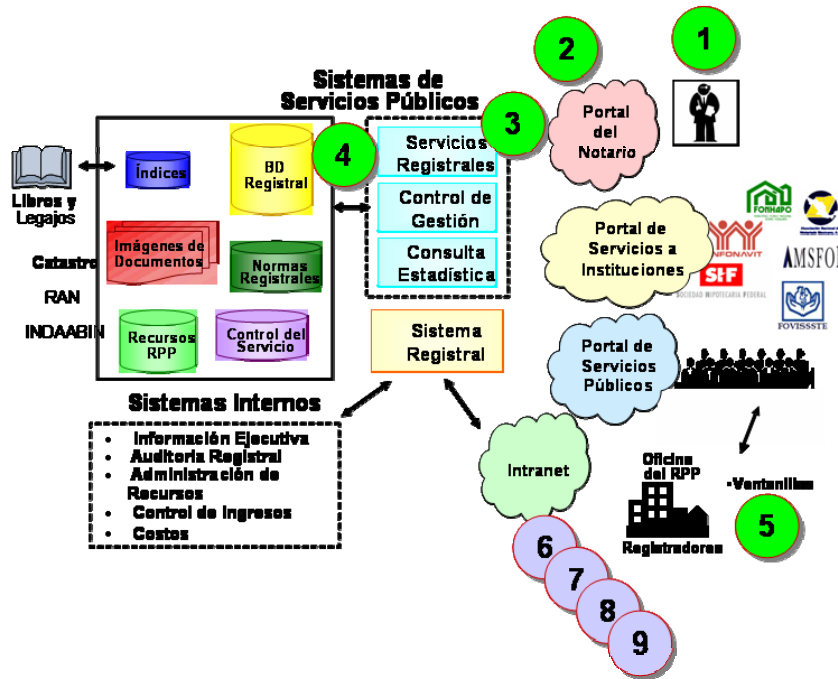 1
2
Sistemas de
Servicios Públicos
3
Portal
del
Notario
4
Servicios
Registrales
BD
Registral
Índices
Libros y
Legajos
Control de
Gestión
Imágenes de
Documentos
Normas
Registrales
Consulta
Estadística
Portal de
Servicios a
Instituciones
FONHAPO
INFONAVIT
SHF
SOCIEDAD HIPOTECARIA FEDERAL
AMSFOL
FOVISSSTE
Catastro
RAN
INDAABIN
Recursos
RPP
Control del
Servicio
Sistema
Registral
Portal de
Servicios
Públicos
Sistemas Internos
• Información Ejecutiva
• Auditoria Registral
• Administración de
Recursos
• Control de Ingresos
• Costos
Intranet
Oficina
del RPP
-Ventanillas
5
Registradores
6
7
8
9